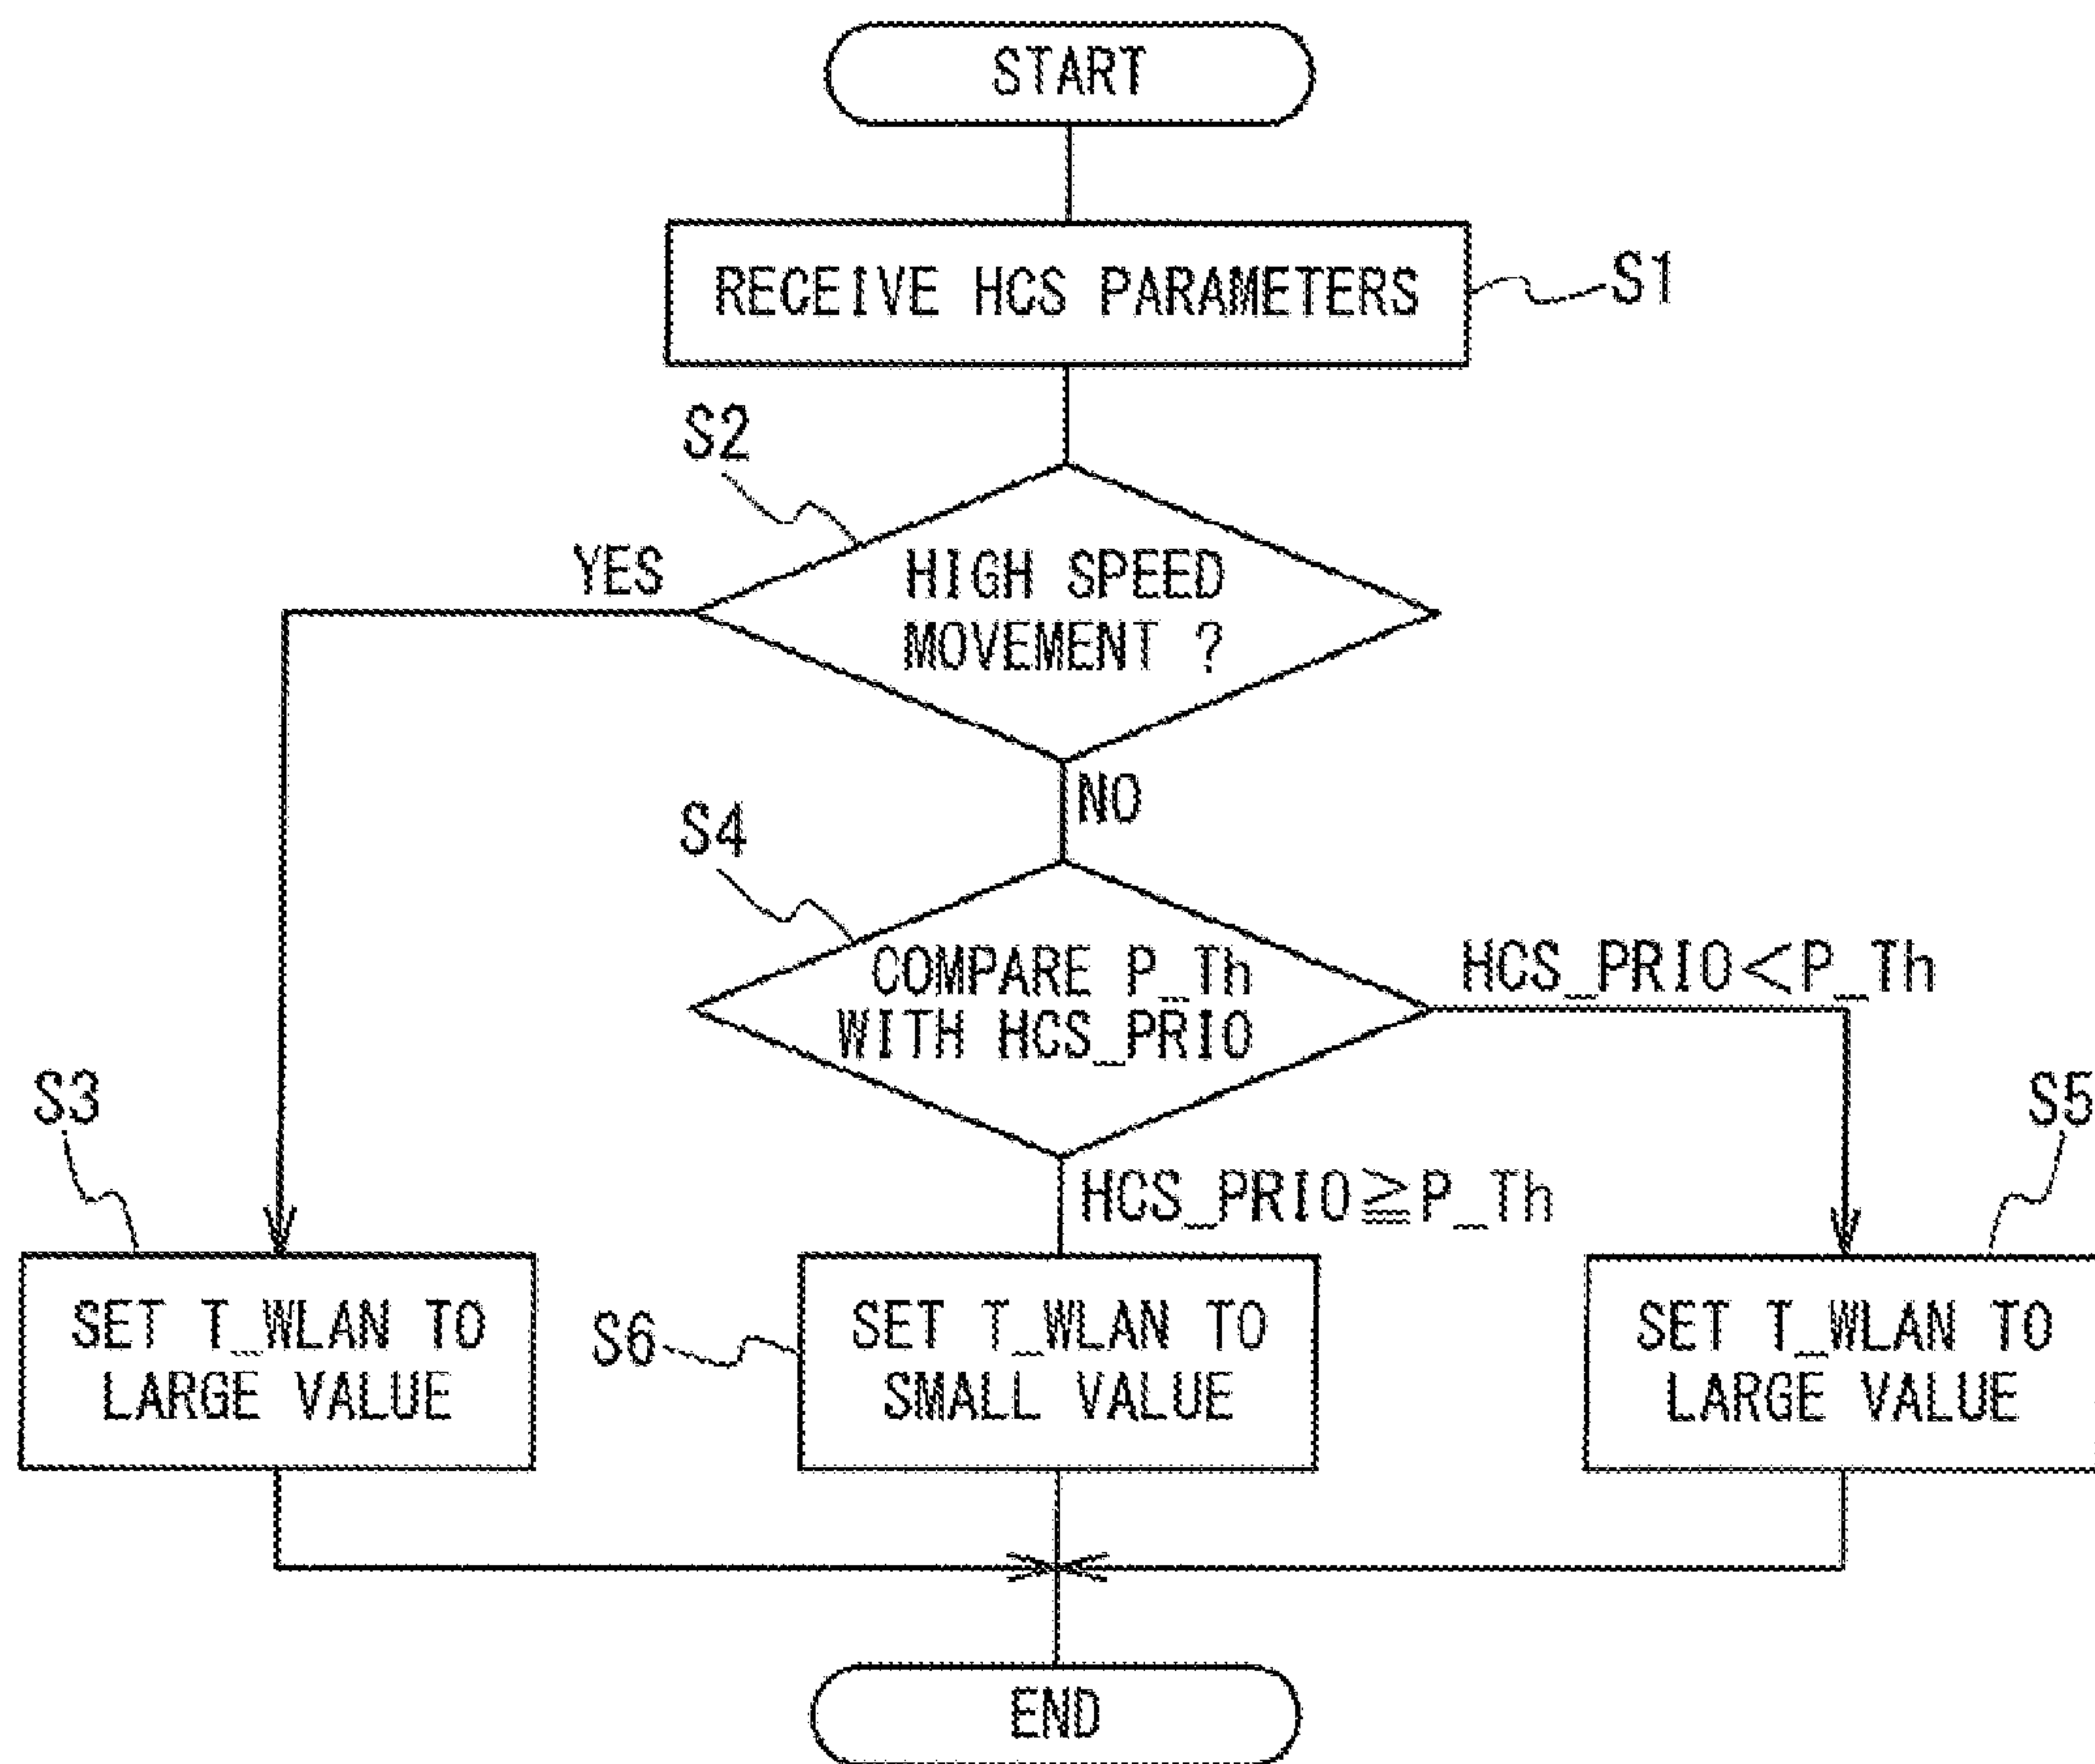 START
RECEIVE HCS PARAMETERS
S1
S2
YES
HIGH SPEED
MOVEMENT ?
NO
S4
COMPARE P_Th
WITH HCS_PRIO
HCS_PRIO<P_Th
S3
S5
HCS_PRIO≧P_Th
SET T_WLAN TO
LARGE VALUE
S6
SET T_WLAN TO
SMALL VALUE
SET T_WLAN TO
LARGE VALUE
END